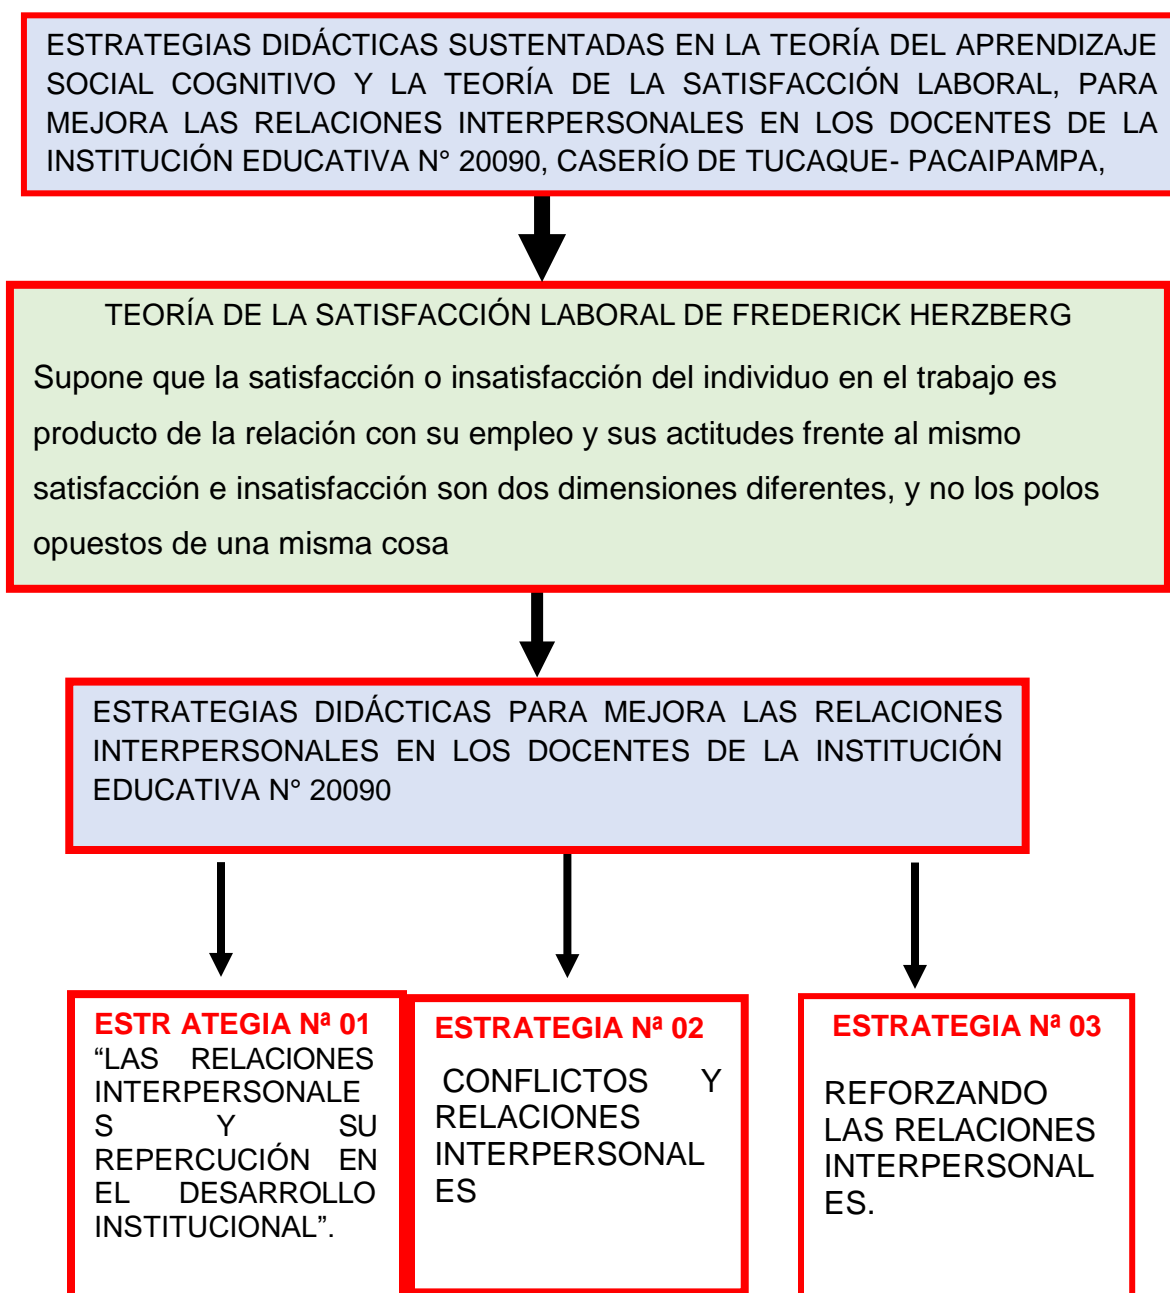 ESTRATEGIAS DIDÁCTICAS SUSTENTADAS EN LA TEORÍA DEL APRENDIZAJE
SOCIAL COGNITIVO Y LA TEORÍA DE LA SATISFACCIÓN LABORAL, PARA
MEJORA LAS RELACIONES INTERPERSONALES EN LOS DOCENTES DE LA
INSTITUCIÓN EDUCATIVA N° 20090, CASERÍO DE TUCAQUE- PACAIPAMPA,
TEORÍA DE LA SATISFACCIÓN LABORAL DE FREDERICK HERZBERG
Supone que la satisfacción o insatisfacción del individuo en el trabajo es
producto de la relación con su empleo y sus actitudes frente al mismo
satisfacción e insatisfacción son dos dimensiones diferentes, y no los polos
opuestos de una misma cosa
ESTRATEGIAS DIDÁCTICAS PARA MEJORA LAS RELACIONES
INTERPERSONALES EN LOS DOCENTES DE LA INSTITUCIÓN
EDUCATIVA N° 20090
ESTR ATEGIA Nª 01
“LAS RELACIONES
INTERPERSONALE
S Y SU
REPERCUCIÓN EN
EL DESARROLLO
INSTITUCIONAL”.
ESTRATEGIA Nª 02
CONFLICTOS Y
RELACIONES
INTERPERSONAL
ES
ESTRATEGIA Nª 03
REFORZANDO
LAS RELACIONES
INTERPERSONAL
ES.